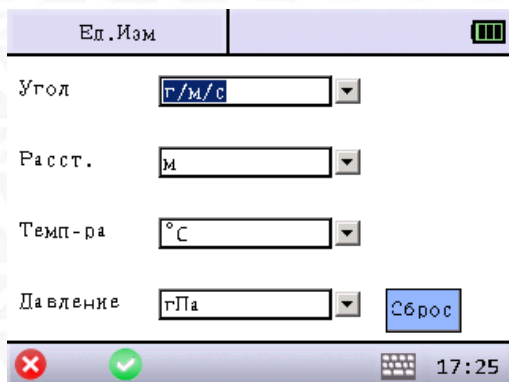 Ед.Изм
Угол г/м/с
Расст. м
Темп-ра °C
Давление гПа
Сброс
17:25